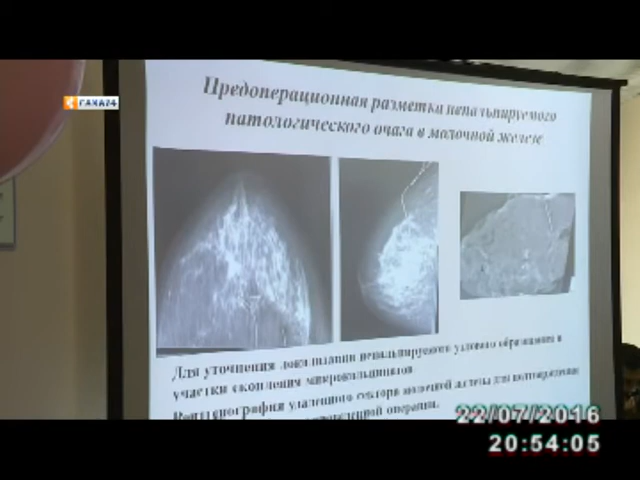 САХА24
Предоперационная разметка непальпируемого
патологического очага в молочной железе
Для уточнения локализации непальпируемого узлового образования и
участки скопления микрокальцинатов
Рентгенография удаленного сектора молочной железы для подтверждения
операции.
22/07/2016
20:54:05